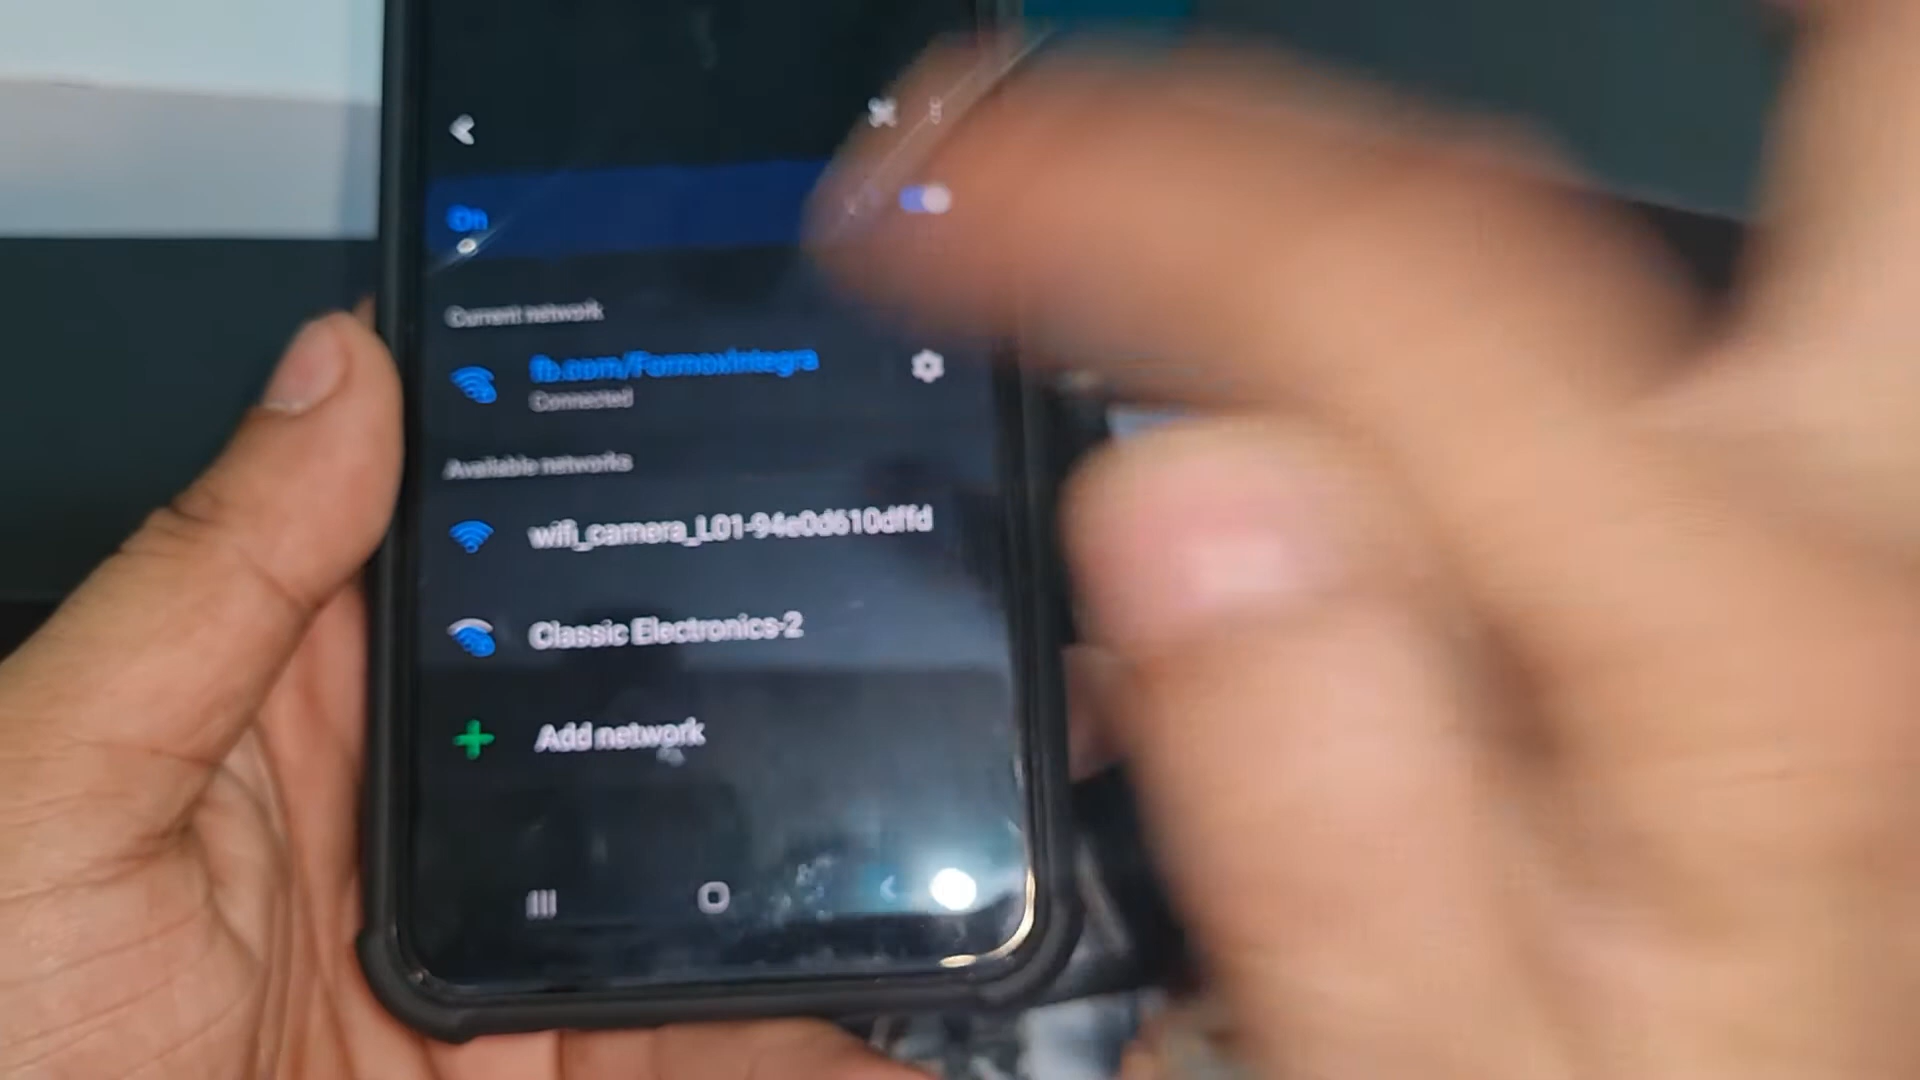 On
Current network
fb.com/FormoxIntegra
Connected
Available networks
wifi_camera_L01-94e0d610dffd
Classic Electronics-2
Add network